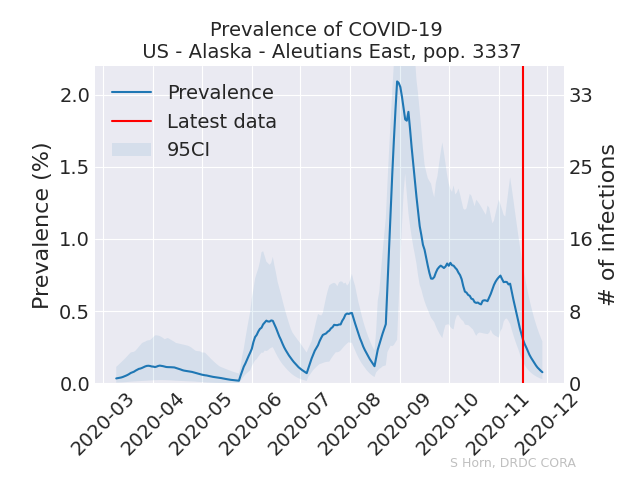 Prevalence of COVID-19
US - Alaska - Aleutians East, pop. 3337
Prevalence
Latest data
95CI
Prevalence (%)
2.0
1.5
1.0
0.5
0.0
33
25
16
8
0
# of infections
2020-03
2020-04
2020-05
2020-06
2020-07
2020-08
2020-09
2020-10
2020-11
2020-12
S Horn, DRDC CORA